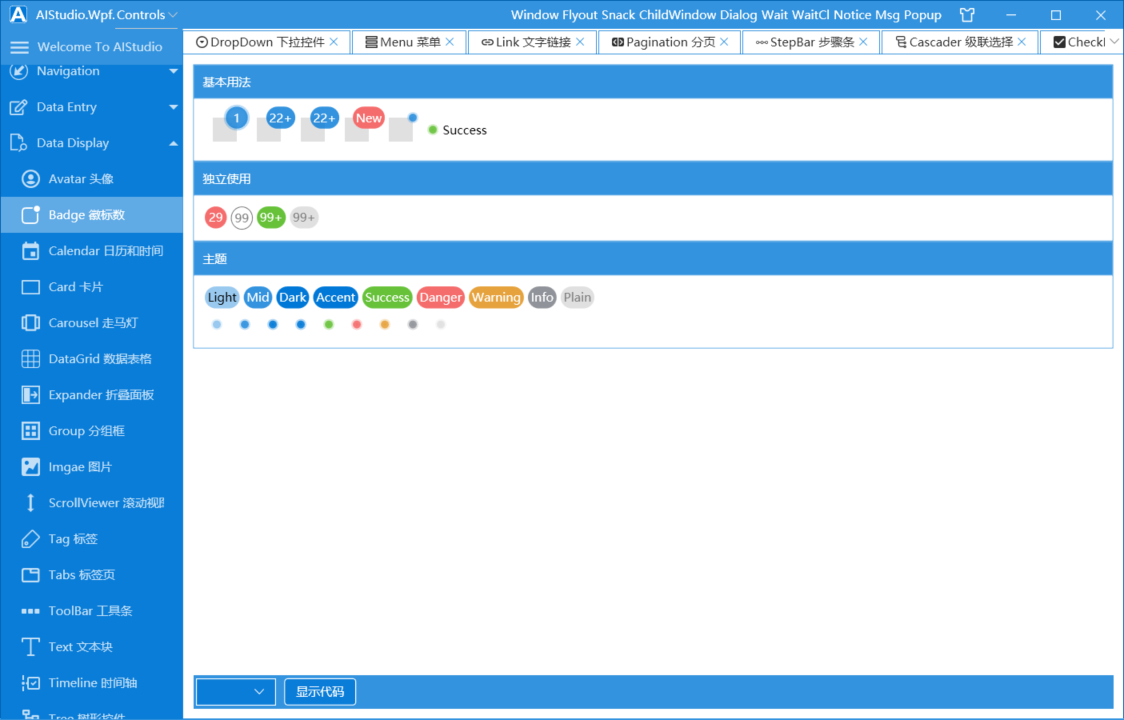 AIStudio.Wpf.Controls
Window Flyout Snack ChildWindow Dialog Wait WaitCl Notice Msg Popup
Welcome To AIStudio
DropDown 下拉控件
Menu 菜单
Link 文字链接
Pagination 分页
StepBar 步骤条
Cascader 级联选择
Navigation
Data Entry
Data Display
Avatar 头像
Badge 徽标数
Calendar 日历和时间
Card 卡片
Carousel 走马灯
DataGrid 数据表格
Expander 折叠面板
Group 分组框
Imgae 图片
ScrollViewer 滚动视
Tag 标签
Tabs 标签页
ToolBar 工具条
Text 文本块
Timeline 时间轴
Tree 树形控件
基本用法
1 22+ 22+ New Success
独立使用
29 99 99+ 99+
主题
Light Mid Dark Accent Success Danger Warning Info Plain
显示代码